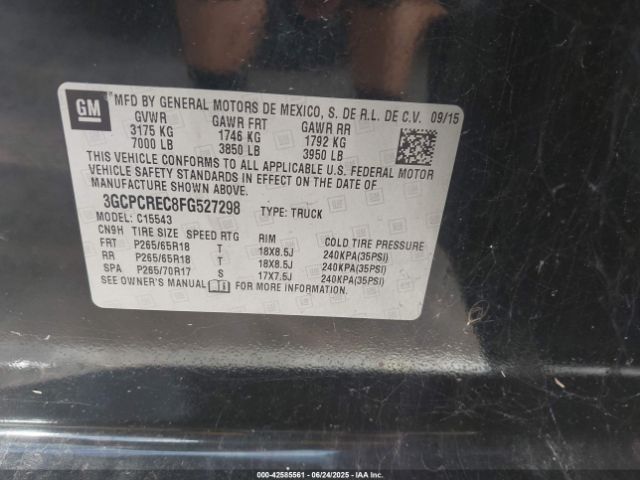 GM
MFD BY GENERAL MOTORS DE MEXICO, S. DE R.L. DE C.V. 09/15
GVWR GAWR FRT GAWR RR
3175 KG 1746 KG 1792 KG
7000 LB 3850 LB 3950 LB
THIS VEHICLE CONFORMS TO ALL APPLICABLE U.S. FEDERAL MOTOR
VEHICLE SAFETY STANDARDS IN EFFECT ON THE DATE OF
MANUFACTURE SHOWN ABOVE.
3GCPCREC8FG527298 TYPE: TRUCK
MODEL: C15543
CN9H TIRE SIZE SPEED RTG RIM COLD TIRE PRESSURE
FRT P265/65R18 T 18X8.5J 240KPA(35PSI)
RR P265/65R18 T 18X8.5J 240KPA(35PSI)
SPA P265/70R17 S 17X7.5J 240KPA(35PSI)
SEE OWNER'S MANUAL FOR MORE INFORMATION.
000-42585561 - 06/24/2025 - IAAI.com